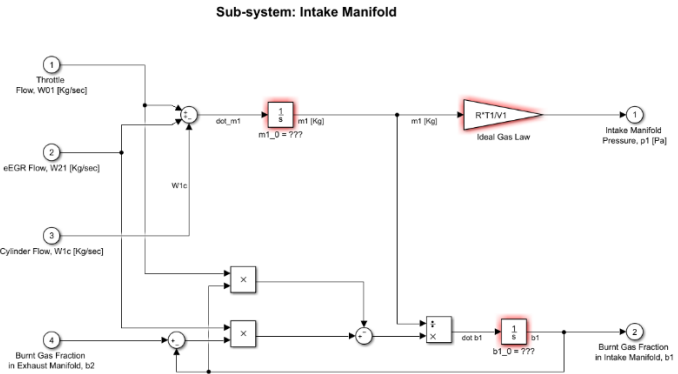 Sub-system: Intake Manifold
1
Throttle
Flow, W01 [Kg/sec]
+
+
-
dot_m1
1
s
m1 [Kg]
m1_0 = ???
m1 [Kg]
R*T1/V1
Ideal Gas Law
1
Intake Manifold
Pressure, p1 [Pa]
2
eEGR Flow, W21 [Kg/sec]
W1c
3
Cylinder Flow, W1c [Kg/sec]
×
4
Burnt Gas Fraction
in Exhaust Manifold, b2
+
-
×
-
+
÷
×
dot b1
1
s
b1
b1_0 = ???
2
Burnt Gas Fraction
in Intake Manifold, b1